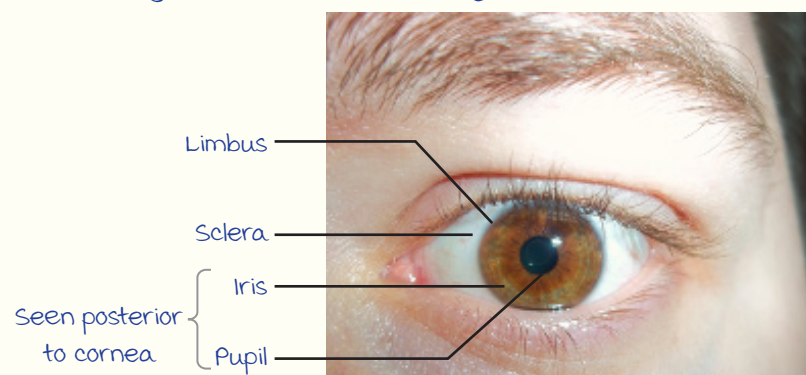 Limbus
Sclera
Iris
Seen posterior
to cornea
Pupil